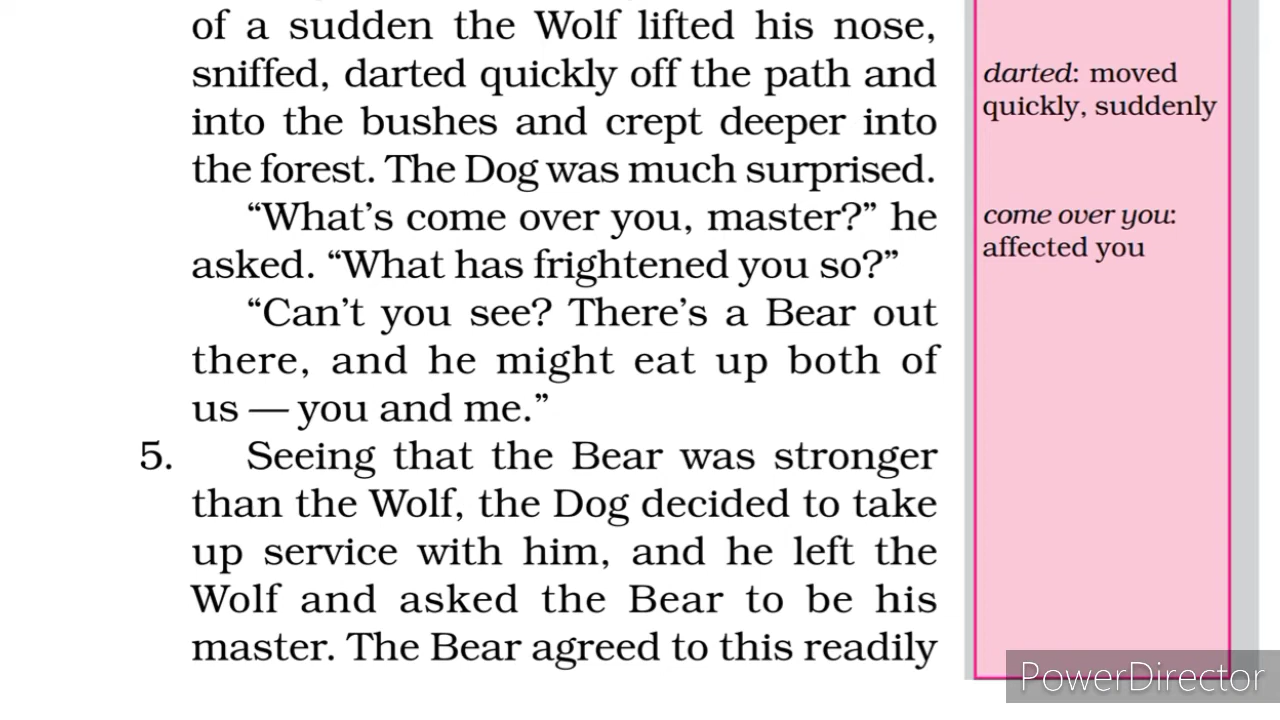 of a sudden the Wolf lifted his nose,
sniffed, darted quickly off the path and
into the bushes and crept deeper into
the forest. The Dog was much surprised.
“What’s come over you, master?” he
asked. “What has frightened you so?”
“Can’t you see? There’s a Bear out
there, and he might eat up both of
us — you and me.”
5. Seeing that the Bear was stronger
than the Wolf, the Dog decided to take
up service with him, and he left the
Wolf and asked the Bear to be his
master. The Bear agreed to this readily
darted: moved
quickly, suddenly
come over you:
affected you
PowerDirector